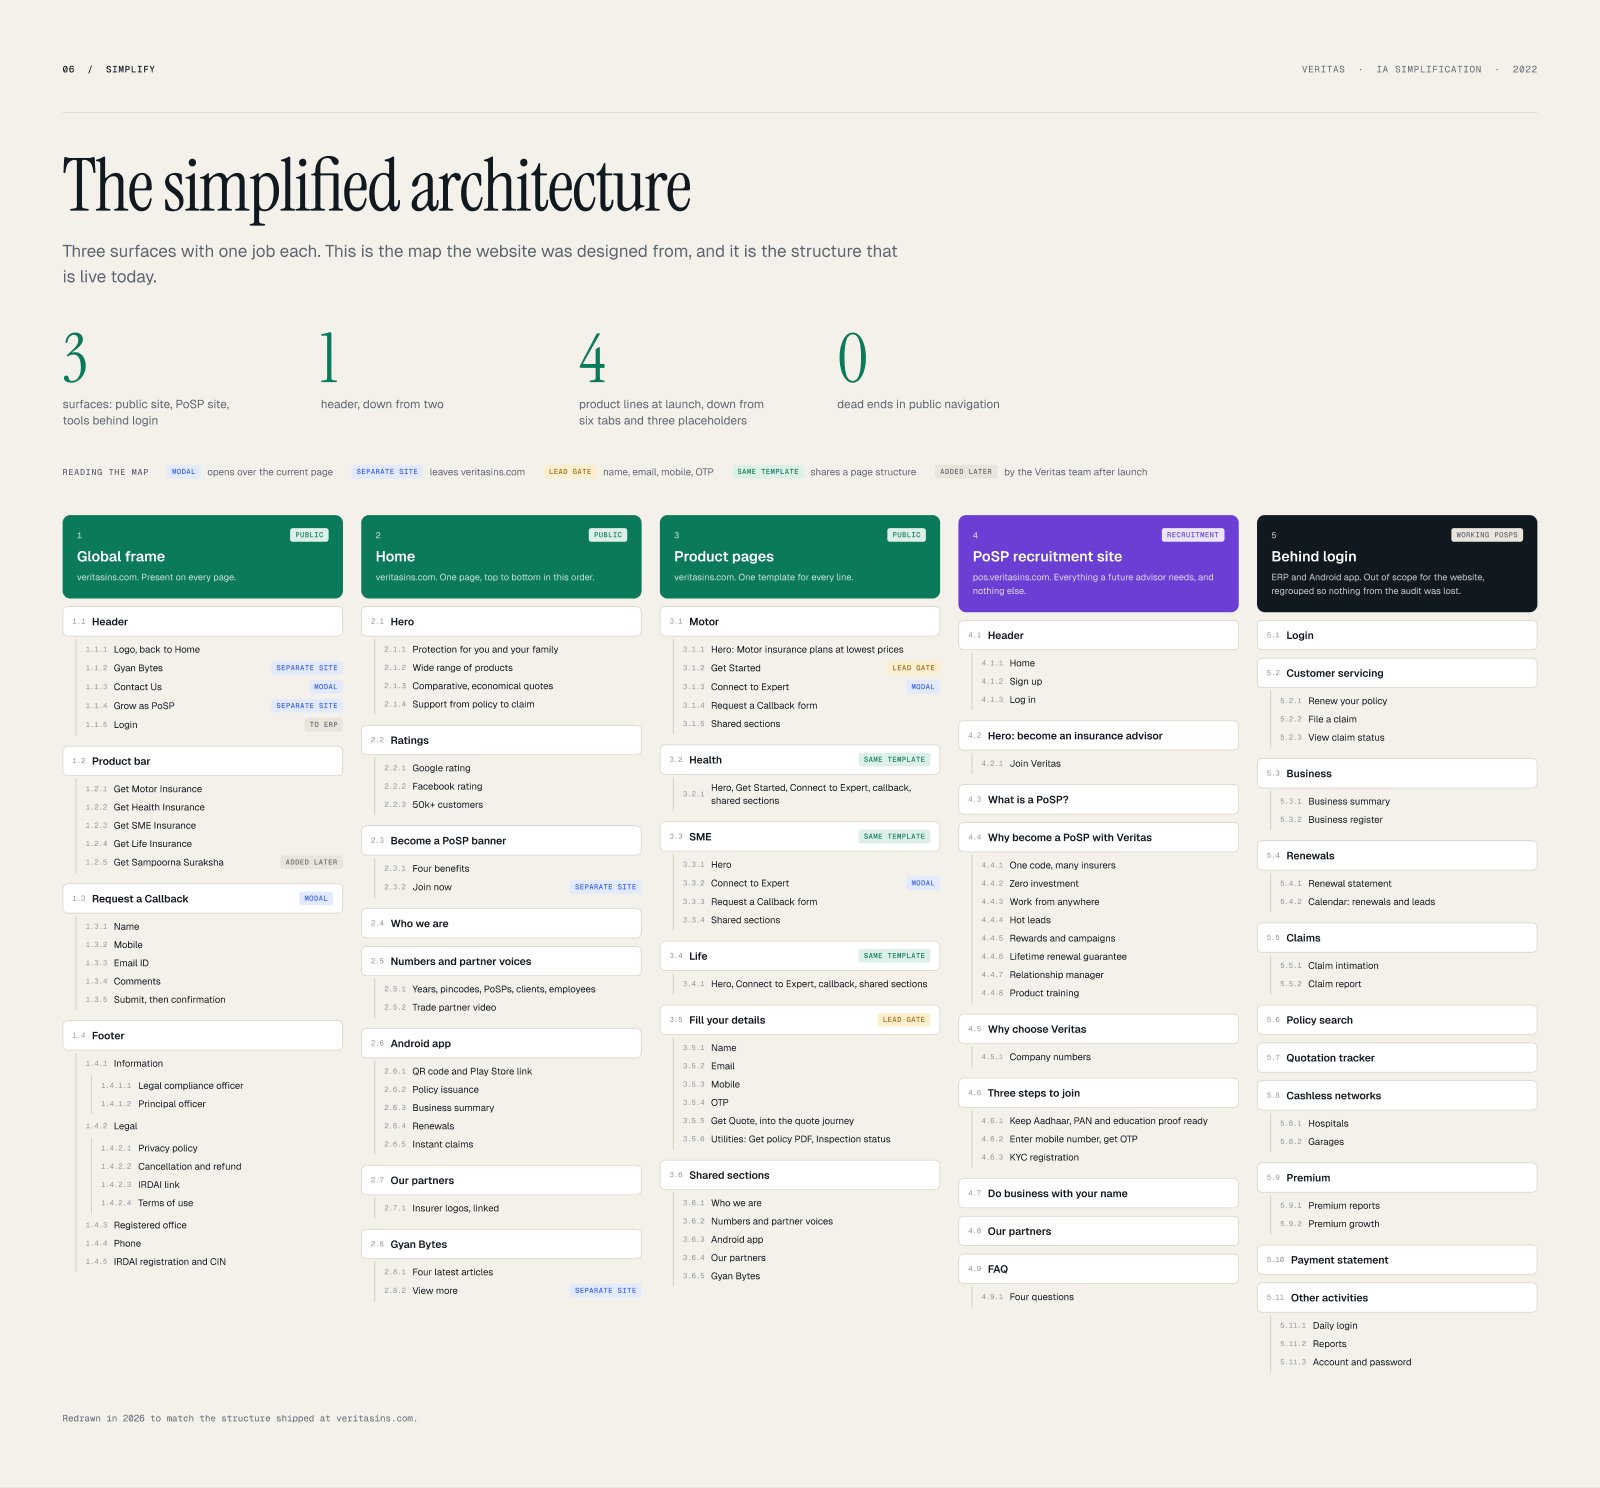 06 / SIMPLIFY
VERITAS · IA SIMPLIFICATION · 2022
The simplified architecture
Three surfaces with one job each. This is the map the website was designed from, and it is the structure that
is live today.
3
surfaces: public site, PoSP site,
tools behind login
1
header, down from two
4
product lines at launch, down from
six tabs and three placeholders
0
dead ends in public navigation
READING THE MAP MODAL opens over the current page SEPARATE SITE leaves veritasins.com LEAD GATE name, email, mobile, OTP SAME TEMPLATE shares a page structure ADDED LATER by the Veritas team after launch
1 PUBLIC
Global frame
veritasins.com. Present on every page.
1.1 Header
1.1.1 Logo, back to Home
1.1.2 Gyan Bytes SEPARATE SITE
1.1.3 Contact Us MODAL
1.1.4 Grow as PoSP SEPARATE SITE
1.1.5 Login TO ERP
1.2 Product bar
1.2.1 Get Motor Insurance
1.2.2 Get Health Insurance
1.2.3 Get SME Insurance
1.2.4 Get Life Insurance
1.2.5 Get Sampoorna Suraksha ADDED LATER
1.3 Request a Callback MODAL
1.3.1 Name
1.3.2 Mobile
1.3.3 Email ID
1.3.4 Comments
1.3.5 Submit, then confirmation
1.4 Footer
1.4.1 Information
1.4.1.1 Legal compliance officer
1.4.1.2 Principal officer
1.4.2 Legal
1.4.2.1 Privacy policy
1.4.2.2 Cancellation and refund
1.4.2.3 IRDAI link
1.4.2.4 Terms of use
1.4.3 Registered office
1.4.4 Phone
1.4.5 IRDAI registration and CIN
2 PUBLIC
Home
veritasins.com. One page, top to bottom in this order.
2.1 Hero
2.1.1 Protection for you and your family
2.1.2 Wide range of products
2.1.3 Comparative, economical quotes
2.1.4 Support from policy to claim
2.2 Ratings
2.2.1 Google rating
2.2.2 Facebook rating
2.2.3 50k+ customers
2.3 Become a PoSP banner
2.3.1 Four benefits
2.3.2 Join now SEPARATE SITE
2.4 Who we are
2.5 Numbers and partner voices
2.5.1 Years, pincodes, PoSPs, clients, employees
2.5.2 Trade partner video
2.6 Android app
2.6.1 QR code and Play Store link
2.6.2 Policy issuance
2.6.3 Business summary
2.6.4 Renewals
2.6.5 Instant claims
2.7 Our partners
2.7.1 Insurer logos, linked
2.8 Gyan Bytes
2.8.1 Four latest articles
2.8.2 View more SEPARATE SITE
3 PUBLIC
Product pages
veritasins.com. One template for every line.
3.1 Motor
3.1.1 Hero: Motor insurance plans at lowest prices
3.1.2 Get Started LEAD GATE
3.1.3 Connect to Expert MODAL
3.1.4 Request a Callback form
3.1.5 Shared sections
3.2 Health SAME TEMPLATE
3.2.1 Hero, Get Started, Connect to Expert, callback,
shared sections
3.3 SME SAME TEMPLATE
3.3.1 Hero
3.3.2 Connect to Expert MODAL
3.3.3 Request a Callback form
3.3.4 Shared sections
3.4 Life SAME TEMPLATE
3.4.1 Hero, Connect to Expert, callback, shared sections
3.5 Fill your details LEAD GATE
3.5.1 Name
3.5.2 Email
3.5.3 Mobile
3.5.4 OTP
3.5.5 Get Quote, into the quote journey
3.5.6 Utilities: Get policy PDF, Inspection status
3.6 Shared sections
3.6.1 Who we are
3.6.2 Numbers and partner voices
3.6.3 Android app
3.6.4 Our partners
3.6.5 Gyan Bytes
4 RECRUITMENT
PoSP recruitment site
pos.veritasins.com. Everything a future advisor needs, and
nothing else.
4.1 Header
4.1.1 Home
4.1.2 Sign up
4.1.3 Log in
4.2 Hero: become an insurance advisor
4.2.1 Join Veritas
4.3 What is a PoSP?
4.4 Why become a PoSP with Veritas
4.4.1 One code, many insurers
4.4.2 Zero investment
4.4.3 Work from anywhere
4.4.4 Hot leads
4.4.5 Rewards and campaigns
4.4.6 Lifetime renewal guarantee
4.4.7 Relationship manager
4.4.8 Product training
4.5 Why choose Veritas
4.5.1 Company numbers
4.6 Three steps to join
4.6.1 Keep Aadhaar, PAN and education proof ready
4.6.2 Enter mobile number, get OTP
4.6.3 KYC registration
4.7 Do business with your name
4.8 Our partners
4.9 FAQ
4.9.1 Four questions
5 WORKING POSPS
Behind login
ERP and Android app. Out of scope for the website,
regrouped so nothing from the audit was lost.
5.1 Login
5.2 Customer servicing
5.2.1 Renew your policy
5.2.2 File a claim
5.2.3 View claim status
5.3 Business
5.3.1 Business summary
5.3.2 Business register
5.4 Renewals
5.4.1 Renewal statement
5.4.2 Calendar: renewals and leads
5.5 Claims
5.5.1 Claim intimation
5.5.2 Claim report
5.6 Policy search
5.7 Quotation tracker
5.8 Cashless networks
5.8.1 Hospitals
5.8.2 Garages
5.9 Premium
5.9.1 Premium reports
5.9.2 Premium growth
5.10 Payment statement
5.11 Other activities
5.11.1 Daily login
5.11.2 Reports
5.11.3 Account and password
Redrawn in 2026 to match the structure shipped at veritasins.com.